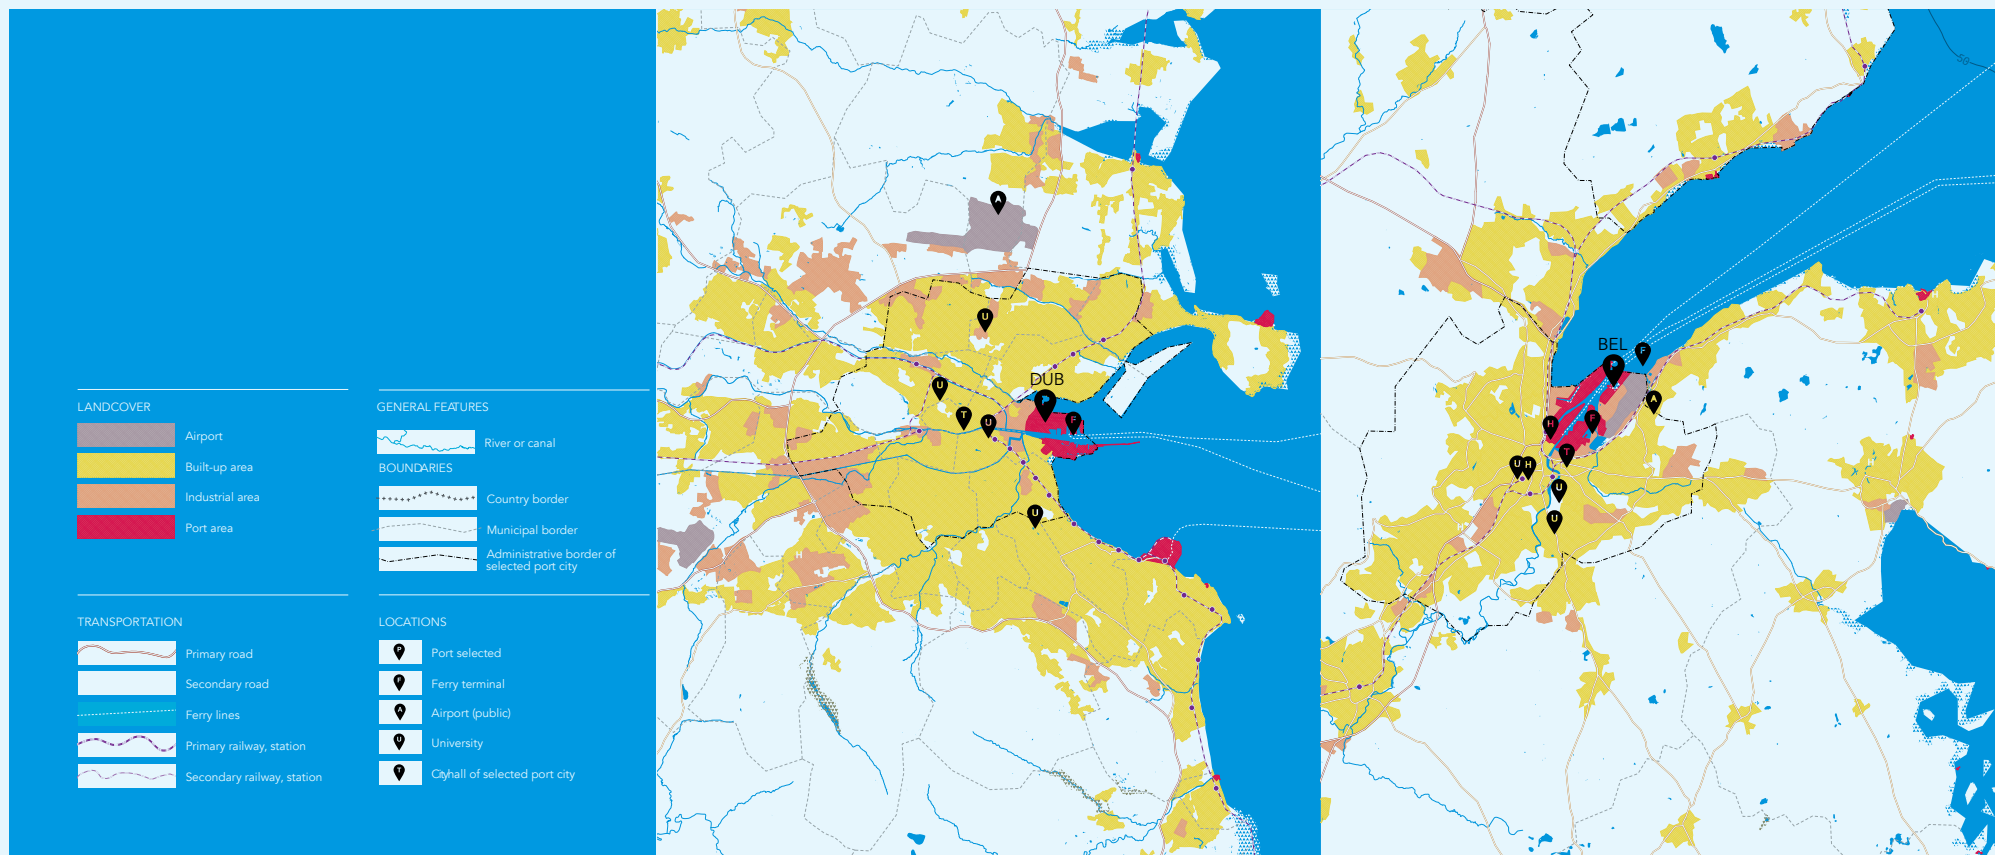 LANDCOVER
Airport
Built-up area
Industrial area
Port area
GENERAL FEATURES
River or canal
BOUNDARIES
Country border
Municipal border
Administrative border of
selected port city
TRANSPORTATION
Primary road
Secondary road
Ferry lines
Primary railway, station
Secondary railway, station
LOCATIONS
P Port selected
F Ferry terminal
A Airport (public)
U University
T Cityhall of selected port city
A
U
DUB
P
U
T
U
F
U
H
50
BEL
P
F
A
H
F
T
U H
U
U
H
H